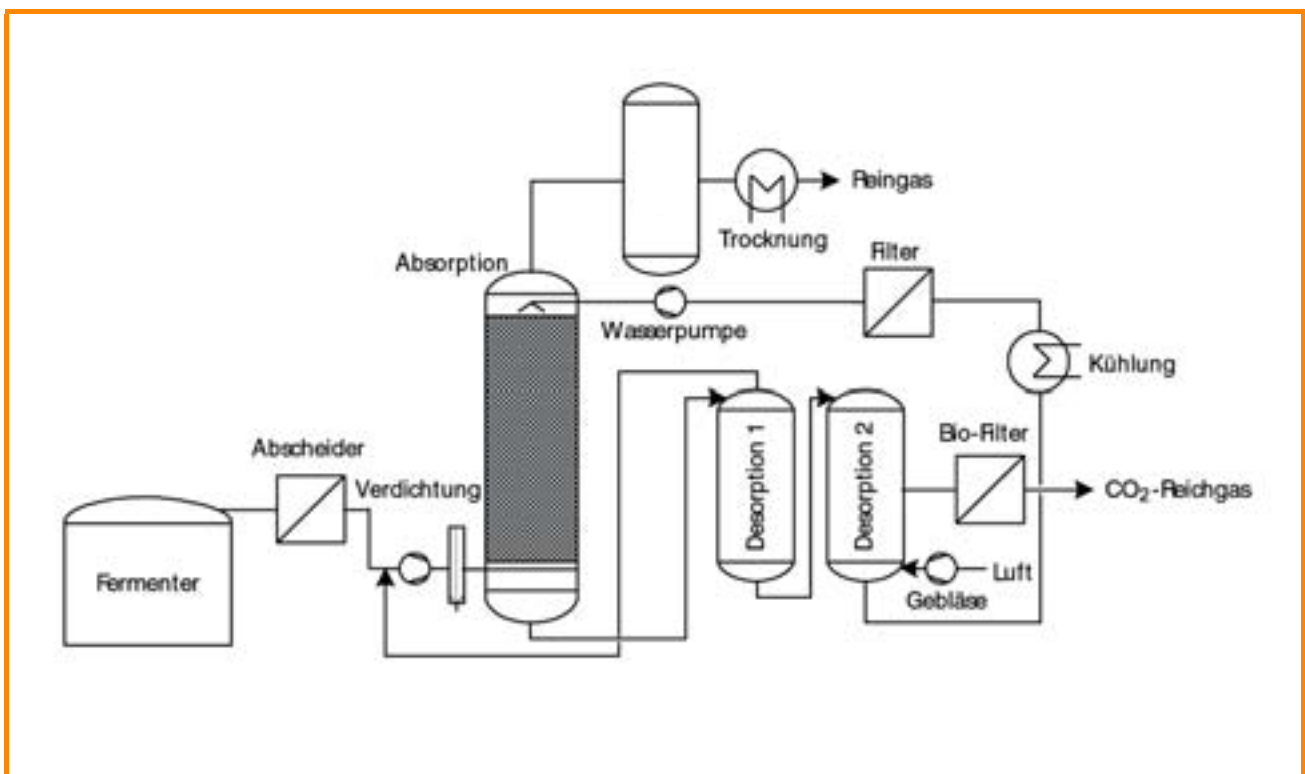 Reingas
Trocknung
Absorption
Filter
Wasserpumpe
Kühlung
Abscheider
Verdichtung
Desorption 1
Desorption 2
Bio-Filter
CO₂-Reichgas
Fermenter
Luft
Gebläse